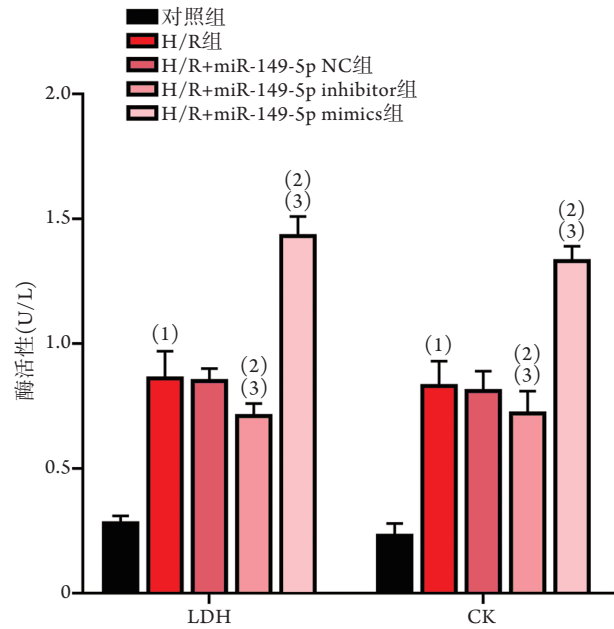 对照组
H/R组
H/R+miR-149-5p NC组
H/R+miR-149-5p inhibitor组
H/R+miR-149-5p mimics组
2.0
1.5
1.0
0.5
0
酶活性(U/L)
(1)
(2)
(3)
(2)
(3)
(1)
(2)
(3)
(2)
(3)
LDH
CK